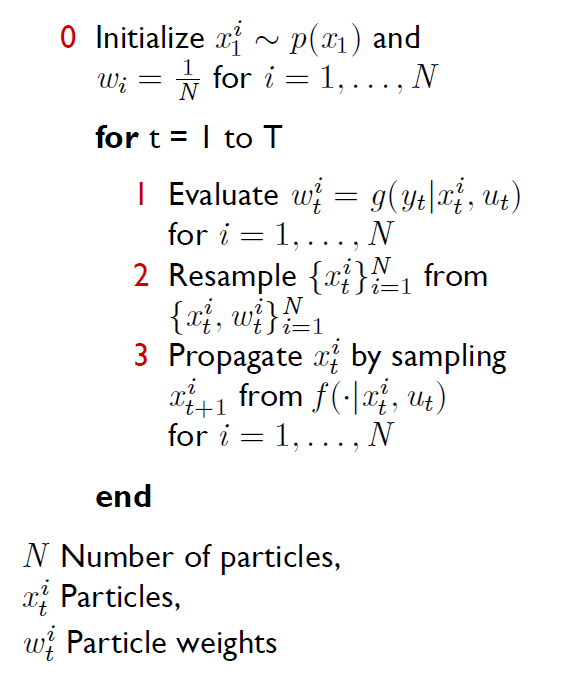 0 Initialize $x_1^i \sim p(x_1)$ and
$w_i = \frac{1}{N}$ for $i = 1, \ldots, N$
for t = 1 to T
1 Evaluate $w_t^i = g(y_t|x_t^i, u_t)$
for $i = 1, \ldots, N$
2 Resample $\{x_t^i\}_{i=1}^N$ from
$\{x_t^i, w_t^i\}_{i=1}^N$
3 Propagate $x_t^i$ by sampling
$x_{t+1}^i$ from $f(\cdot|x_t^i, u_t)$
for $i = 1, \ldots, N$
end
$N$ Number of particles,
$x_t^i$ Particles,
$w_t^i$ Particle weights